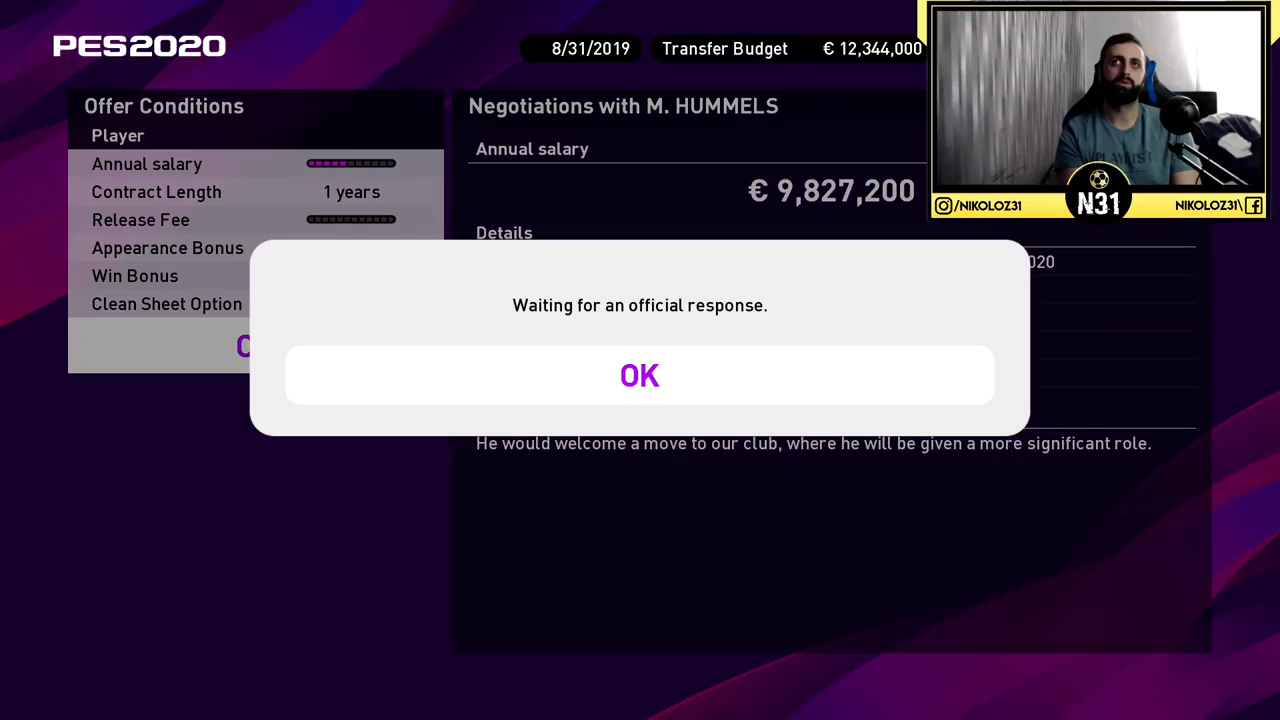 PES2020
8/31/2019
Transfer Budget € 12,344,000
Offer Conditions
Player
Annual salary
Contract Length 1 years
Release Fee
Appearance Bonus
Win Bonus
Clean Sheet Option
Negotiations with M. HUMMELS
Annual salary
€ 9,827,200
Details
020
Waiting for an official response.
OK
He would welcome a move to our club, where he will be given a more significant role.
/NIKOLOZ31
N31
NIKOLOZ31\
PLAYLIST